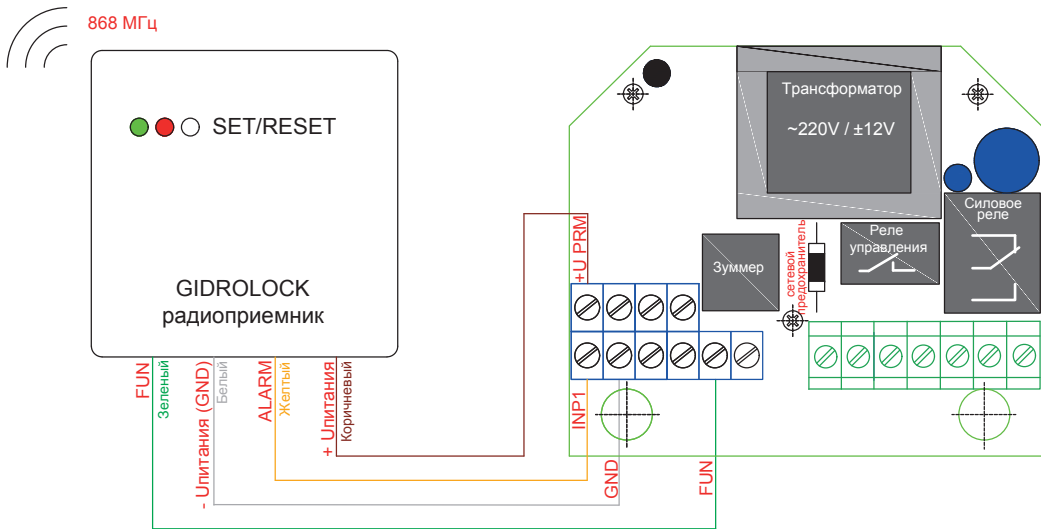 868 МГц
SET/RESET
GIDROLOCK
радиоприемник
FUN
Зеленый
- Uпитания (GND)
Белый
ALARM
Желтый
+ Uпитания
Коричневый
Трансформатор
~220V / ±12V
Силовое
реле
Реле
управления
сетевой
предохранитель
Зуммер
+U PRM
INP1
GND
FUN